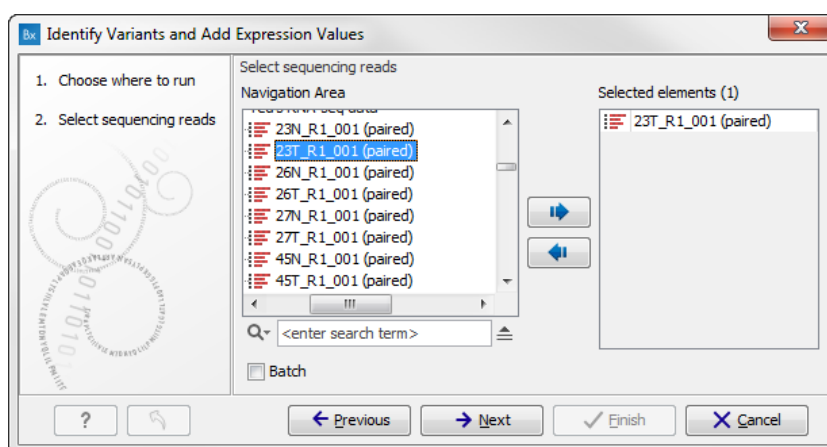 Bx Identify Variants and Add Expression Values
x
1. Choose where to run
2. Select sequencing reads
Select sequencing reads
Navigation Area
23N_R1_001 (paired)
23T_R1_001 (paired)
26N_R1_001 (paired)
26T_R1_001 (paired)
27N_R1_001 (paired)
27T_R1_001 (paired)
45N_R1_001 (paired)
45T_R1_001 (paired)
<enter search term>
Batch
Selected elements (1)
23T_R1_001 (paired)
?
Previous
Next
Finish
Cancel